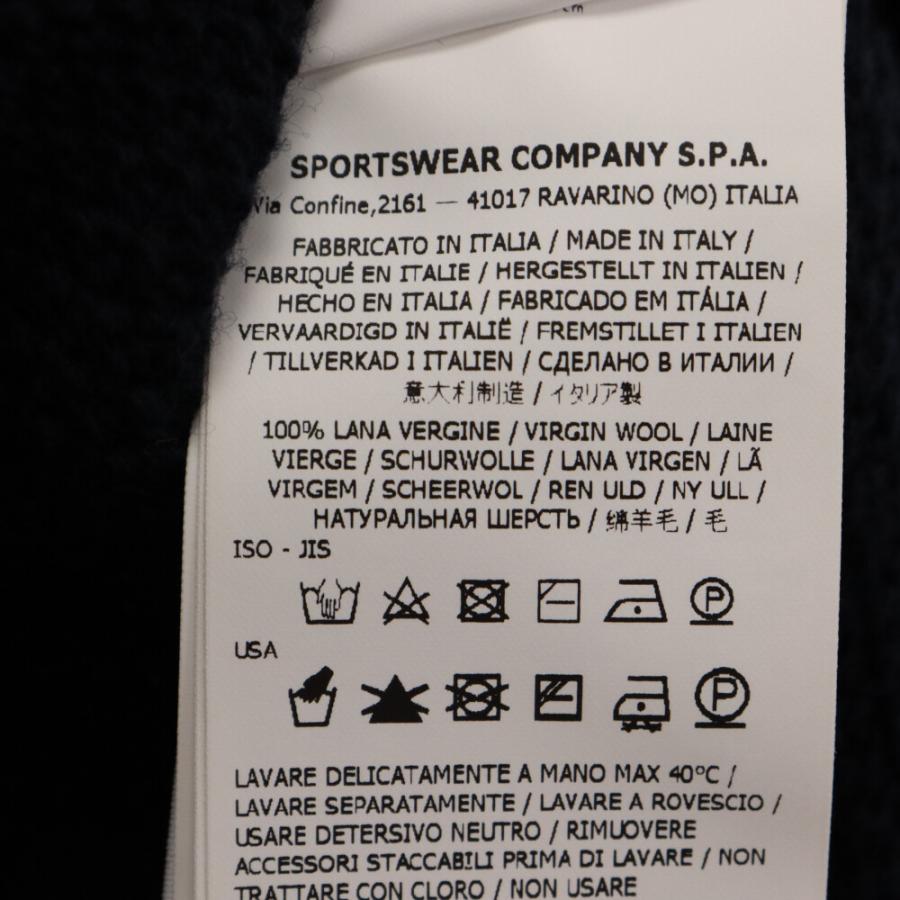 SPORTSWEAR COMPANY S.P.A.
Via Confine,2161 — 41017 RAVARINO (MO) ITALIA
FABBRICATO IN ITALIA / MADE IN ITALY /
FABRIQUÉ EN ITALIE / HERGESTELLT IN ITALIEN /
HECHO EN ITALIA / FABRICADO EM ITÁLIA /
VERVAARDIGD IN ITALIË / FREMSTILLET I ITALIEN
/ TILLVERKAD I ITALIEN / СДЕЛАНО В ИТАЛИИ /
意大利制造 / イタリア製
100% LANA VERGINE / VIRGIN WOOL / LAINE
VIERGE / SCHURWOLLE / LANA VIRGEN / LÃ
VIRGEM / SCHEERWOL / REN ULD / NY ULL /
НАТУРАЛЬНАЯ ШЕРСТЬ / 绵羊毛 / 毛
ISO - JIS
P
USA
P
LAVARE DELICATAMENTE A MANO MAX 40°C /
LAVARE SEPARATAMENTE / LAVARE A ROVESCIO /
USARE DETERSIVO NEUTRO / RIMUOVERE
ACCESSORI STACCABILI PRIMA DI LAVARE / NON
TRATTARE CON CLORO / NON USARE